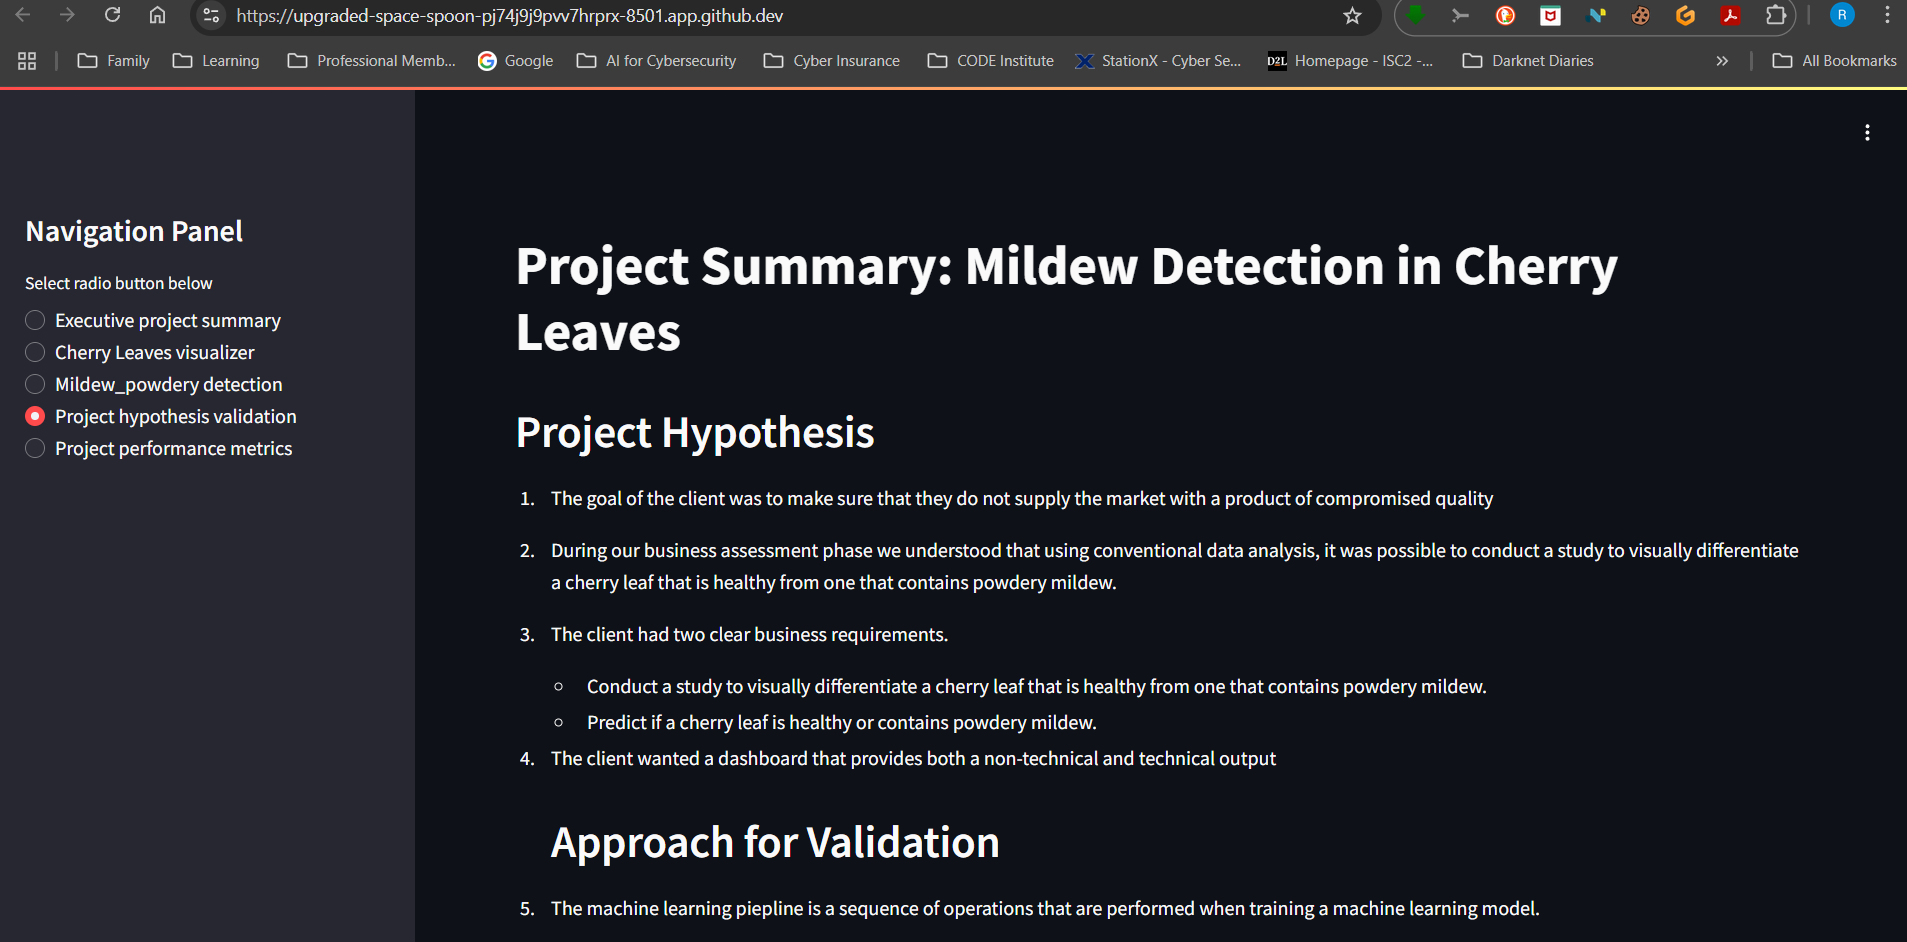 https://upgraded-space-spoon-pj74j9j9pvv7hrprx-8501.app.github.dev
R
Family
Learning
Professional Memb...
G
Google
AI for Cybersecurity
Cyber Insurance
CODE Institute
StationX - Cyber Se...
D2L
Homepage - ISC2 -...
Darknet Diaries
»
All Bookmarks
Navigation Panel
Select radio button below
Executive project summary
Cherry Leaves visualizer
Mildew_powdery detection
Project hypothesis validation
Project performance metrics
Project Summary: Mildew Detection in Cherry
Leaves
Project Hypothesis
1. The goal of the client was to make sure that they do not supply the market with a product of compromised quality
2. During our business assessment phase we understood that using conventional data analysis, it was possible to conduct a study to visually differentiate
a cherry leaf that is healthy from one that contains powdery mildew.
3. The client had two clear business requirements.
Conduct a study to visually differentiate a cherry leaf that is healthy from one that contains powdery mildew.
Predict if a cherry leaf is healthy or contains powdery mildew.
4. The client wanted a dashboard that provides both a non-technical and technical output
Approach for Validation
5. The machine learning piepline is a sequence of operations that are performed when training a machine learning model.